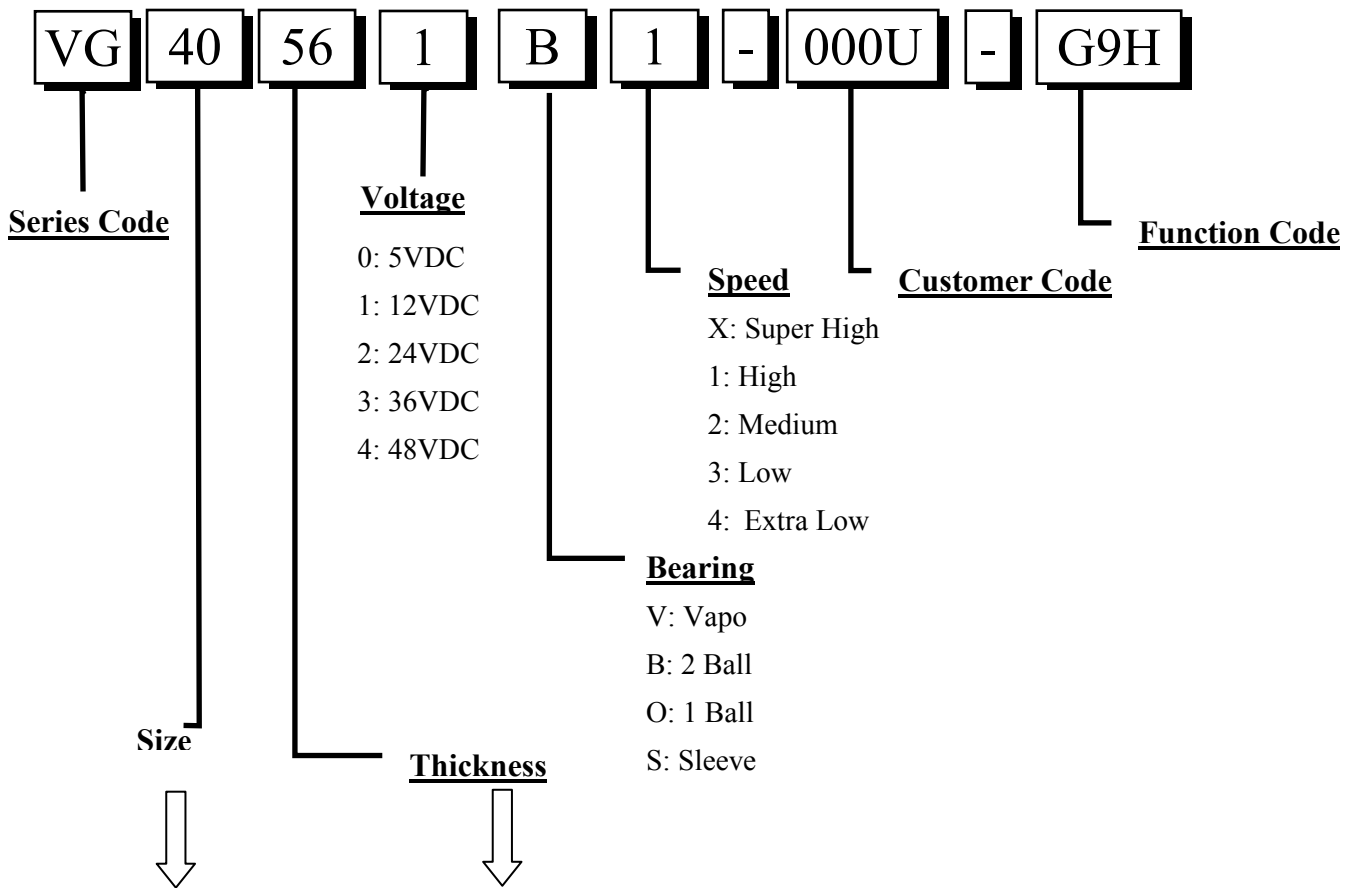 VG 40 56 1 B 1 - 000U - G9H
Series Code
Voltage
0: 5VDC
1: 12VDC
2: 24VDC
3: 36VDC
4: 48VDC
Function Code
Speed
X: Super High
1: High
2: Medium
3: Low
4: Extra Low
Customer Code
Bearing
V: Vapo
B: 2 Ball
O: 1 Ball
S: Sleeve
Size
Thickness